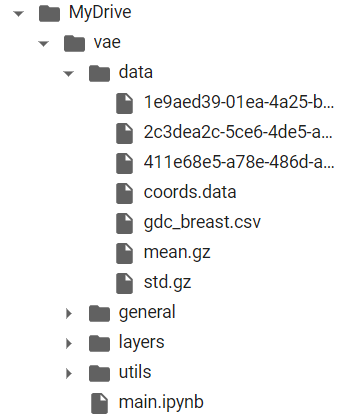 MyDrive
vae
data
1e9aed39-01ea-4a25-b...
2c3dea2c-5ce6-4de5-a...
411e68e5-a78e-486d-a...
coords.data
gdc_breast.csv
mean.gz
std.gz
general
layers
utils
main.ipynb